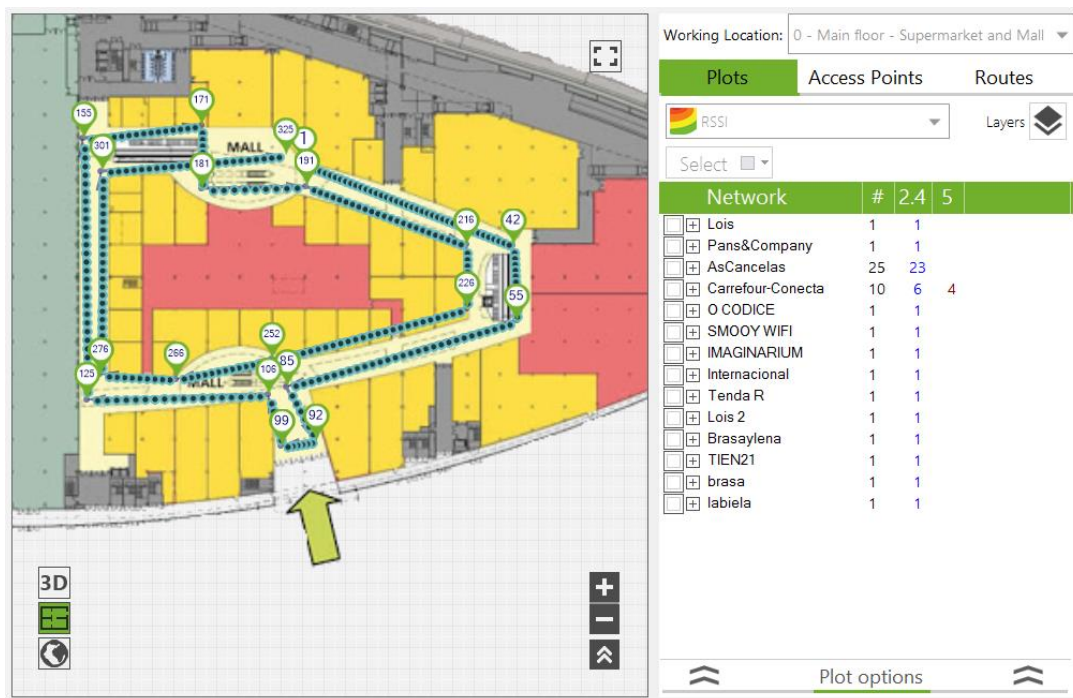 Working Location: 0 - Main floor - Supermarket and Mall
Plots Access Points Routes
RSSI Layers
Select
Network # 2.4 5
Lois 1 1
Pans&Company 1 1
AsCancelas 25 23
Carrefour-Conecta 10 6 4
O CODICE 1 1
SMOOY WIFI 1 1
IMAGINARIUM 1 1
Internacional 1 1
Tenda R 1 1
Lois 2 1 1
Brasaylena 1 1
TIEN21 1 1
brasa 1 1
labiela 1 1
Plot options
171
155
325 1
301
MALL
181
191
216
42
226
55
252
276
266
85
125
MALL
106
99
92
3D